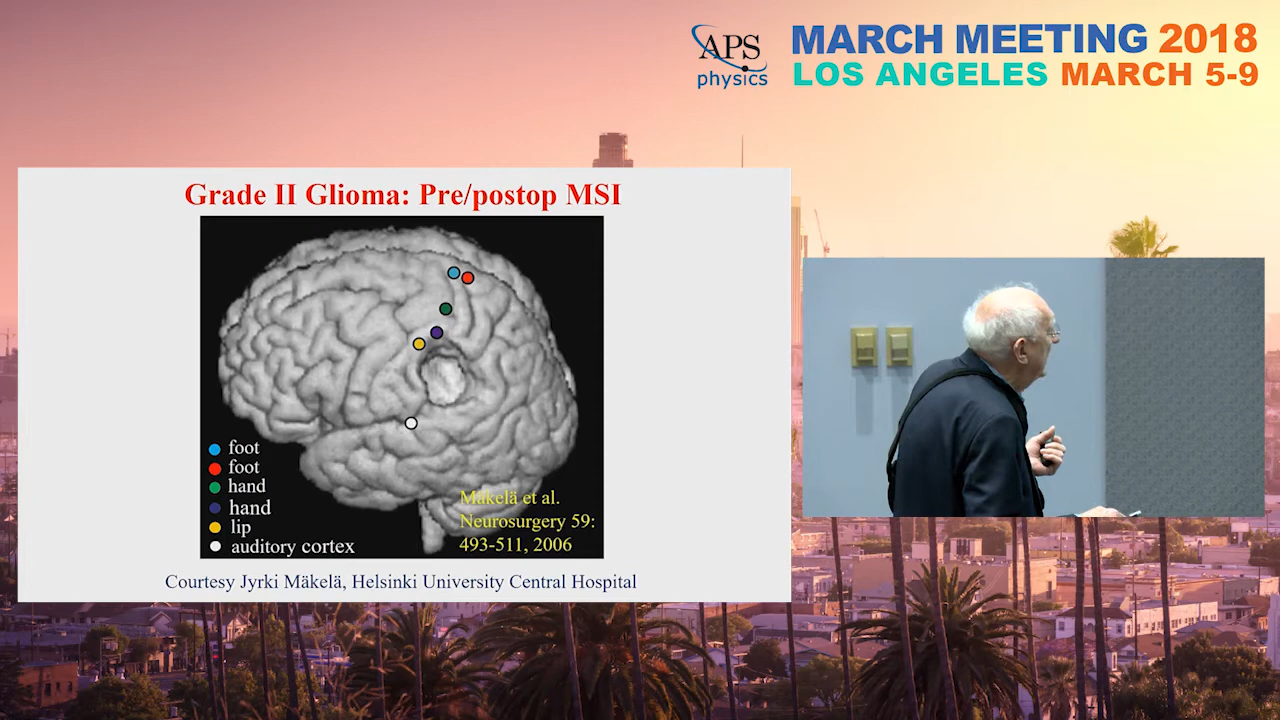 APS
physics
MARCH MEETING 2018
LOS ANGELES MARCH 5-9
Grade II Glioma: Pre/postop MSI
foot
foot
hand
hand
lip
auditory cortex
Mäkelä et al.
Neurosurgery 59:
493-511, 2006
Courtesy Jyrki Mäkelä, Helsinki University Central Hospital